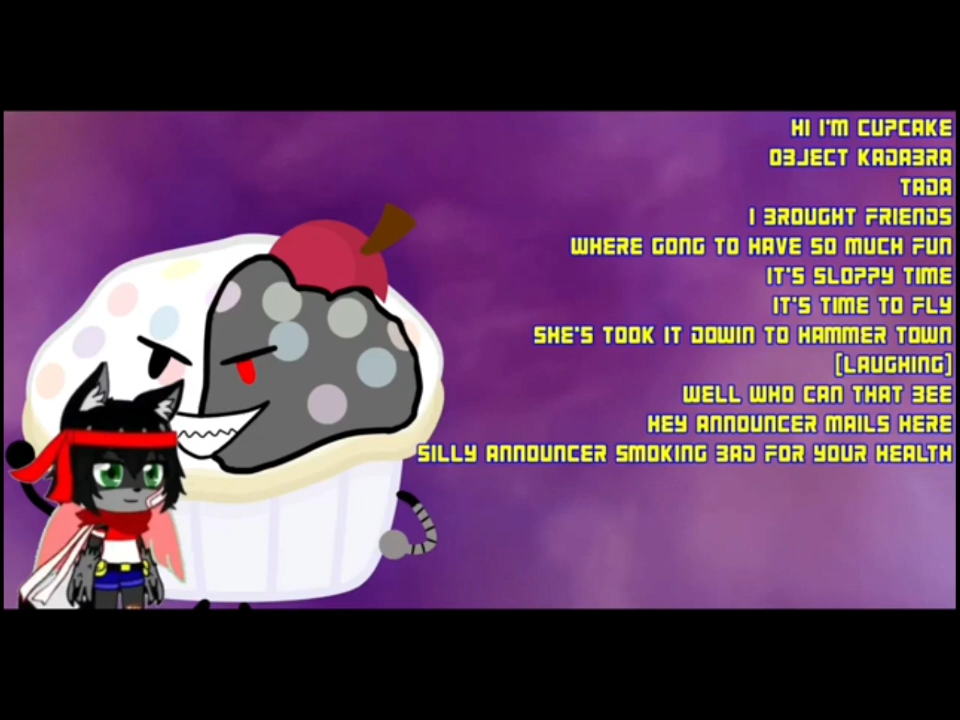 HI I'M CUPCAKE
OBJECT KADABRA
TADA
I BROUGHT FRIENDS
WHERE GONG TO HAVE SO MUCH FUN
IT'S SLOPPY TIME
IT'S TIME TO FLY
SHE'S TOOK IT DOWIN TO HAMMER TOWN
[LAUGHING]
WELL WHO CAN THAT BEE
HEY ANNOUNCER MAILS HERE
SILLY ANNOUNCER SMOKING BAD FOR YOUR HEALTH